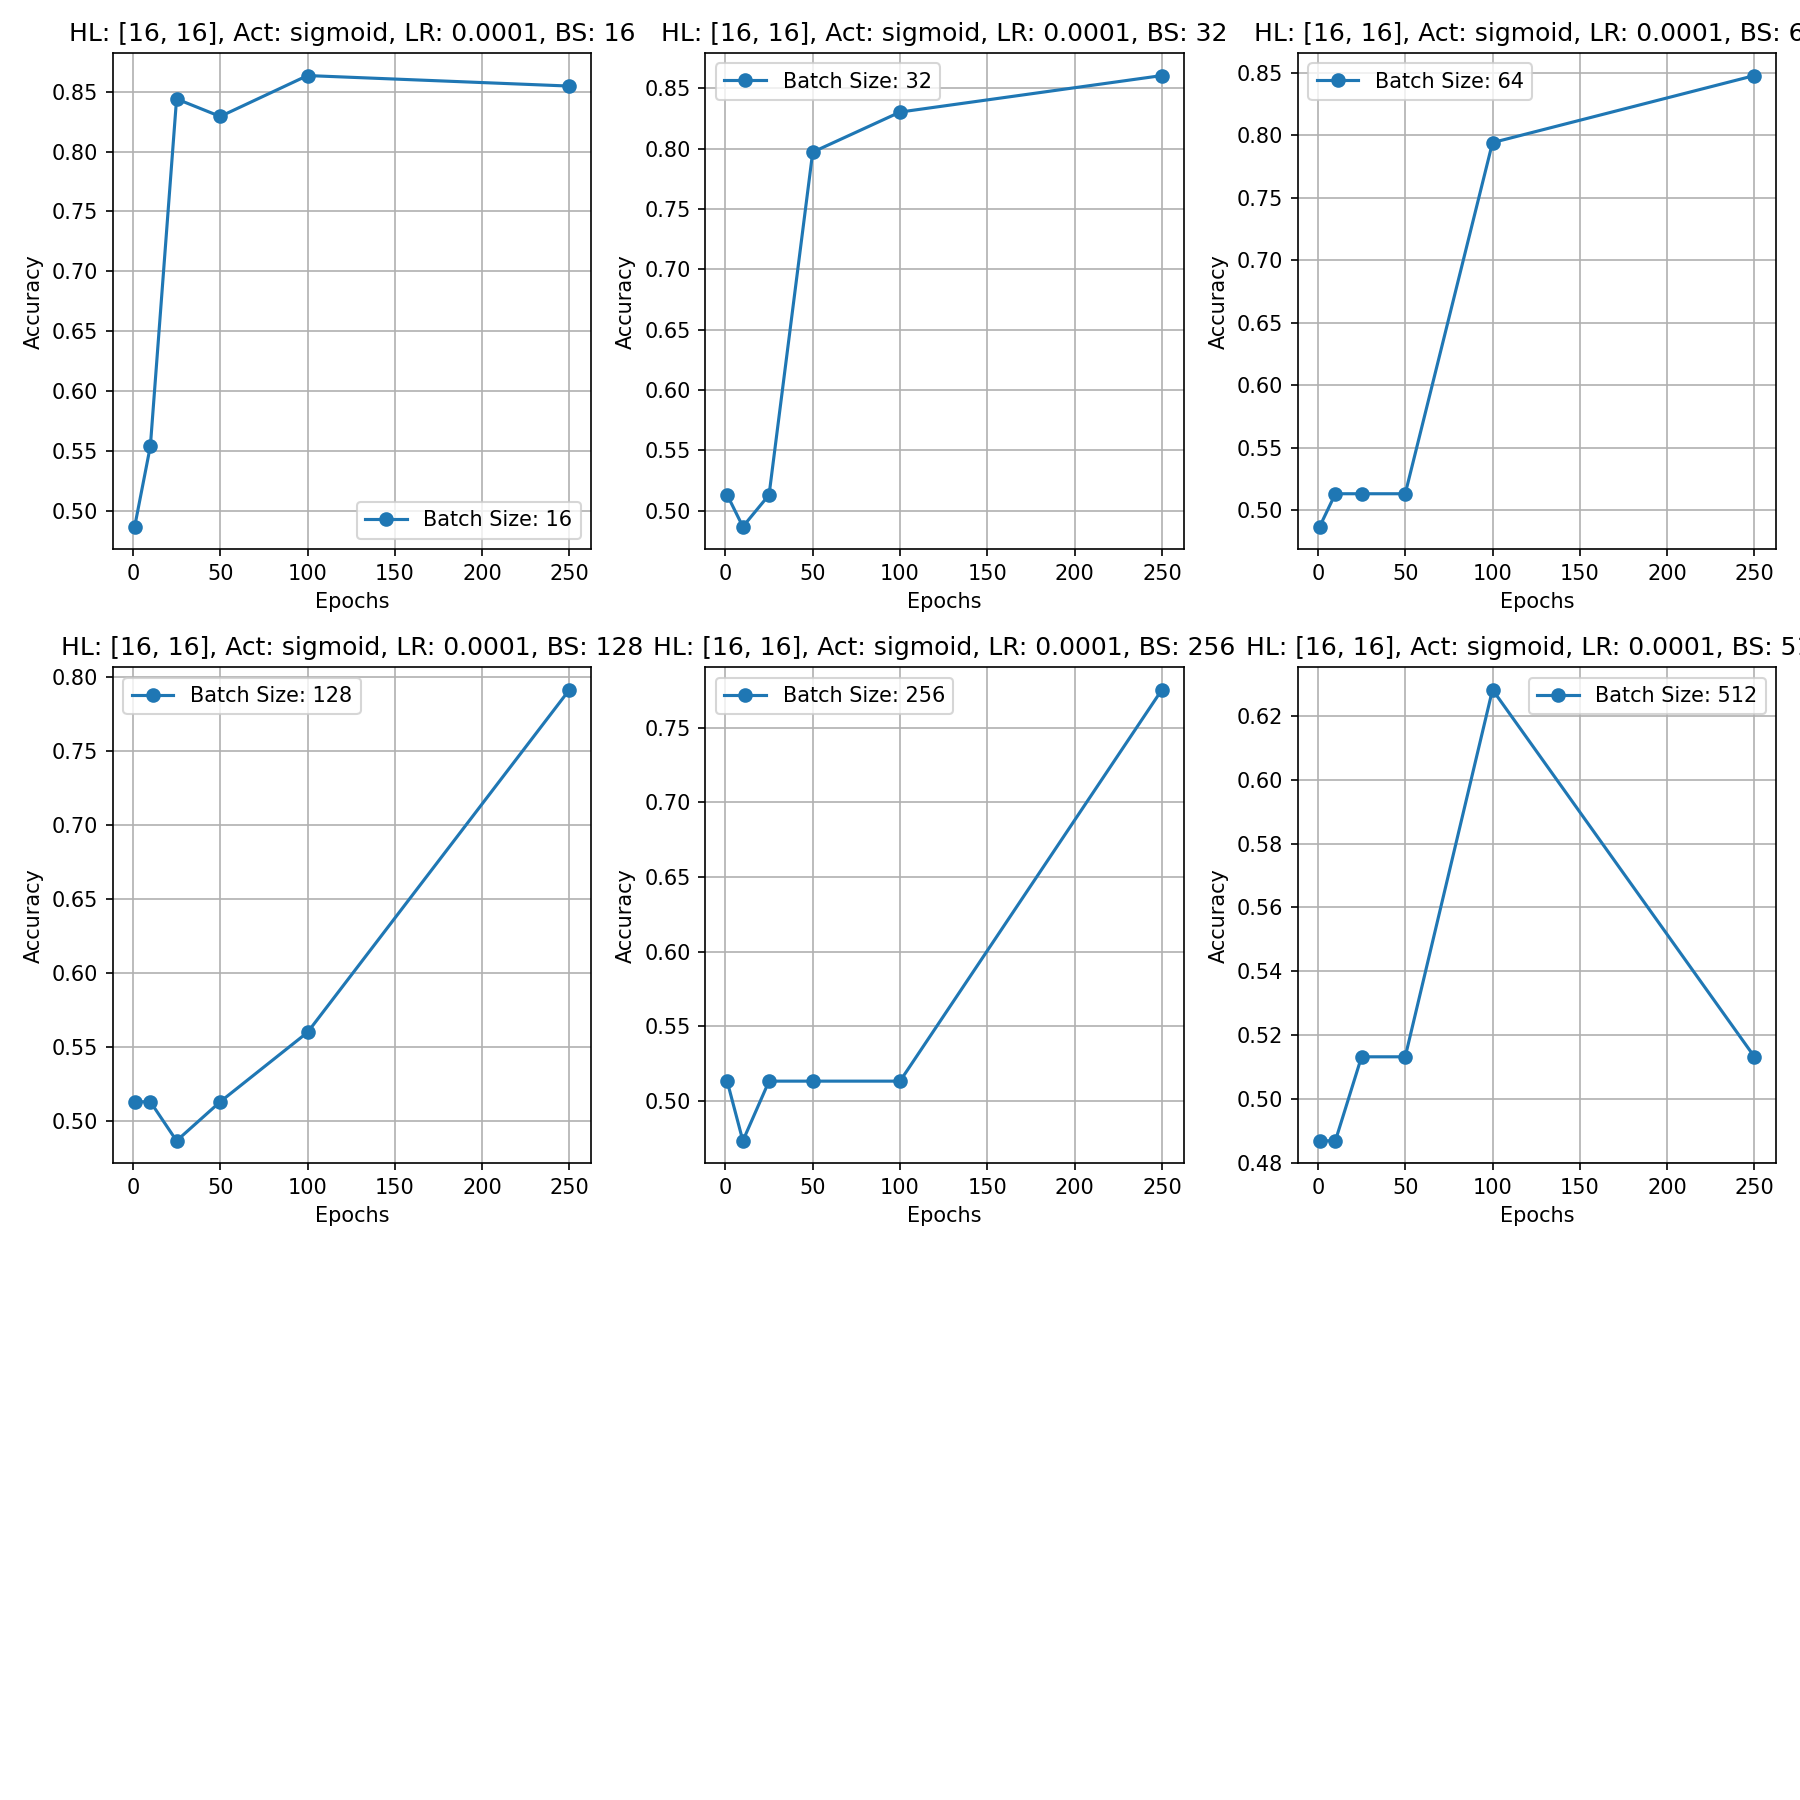 HL: [16, 16], Act: sigmoid, LR: 0.0001, BS: 16
Accuracy
0.85
0.80
0.75
0.70
0.65
0.60
0.55
0.50
Batch Size: 16
0 50 100 150 200 250
Epochs
HL: [16, 16], Act: sigmoid, LR: 0.0001, BS: 32
Accuracy
0.85
0.80
0.75
0.70
0.65
0.60
0.55
0.50
Batch Size: 32
0 50 100 150 200 250
Epochs
HL: [16, 16], Act: sigmoid, LR: 0.0001, BS: 6
Accuracy
0.85
0.80
0.75
0.70
0.65
0.60
0.55
0.50
Batch Size: 64
0 50 100 150 200 250
Epochs
HL: [16, 16], Act: sigmoid, LR: 0.0001, BS: 128
Accuracy
0.80
0.75
0.70
0.65
0.60
0.55
0.50
Batch Size: 128
0 50 100 150 200 250
Epochs
HL: [16, 16], Act: sigmoid, LR: 0.0001, BS: 256
Accuracy
0.75
0.70
0.65
0.60
0.55
0.50
Batch Size: 256
0 50 100 150 200 250
Epochs
HL: [16, 16], Act: sigmoid, LR: 0.0001, BS: 51
Accuracy
0.62
0.60
0.58
0.56
0.54
0.52
0.50
0.48
Batch Size: 512
0 50 100 150 200 250
Epochs